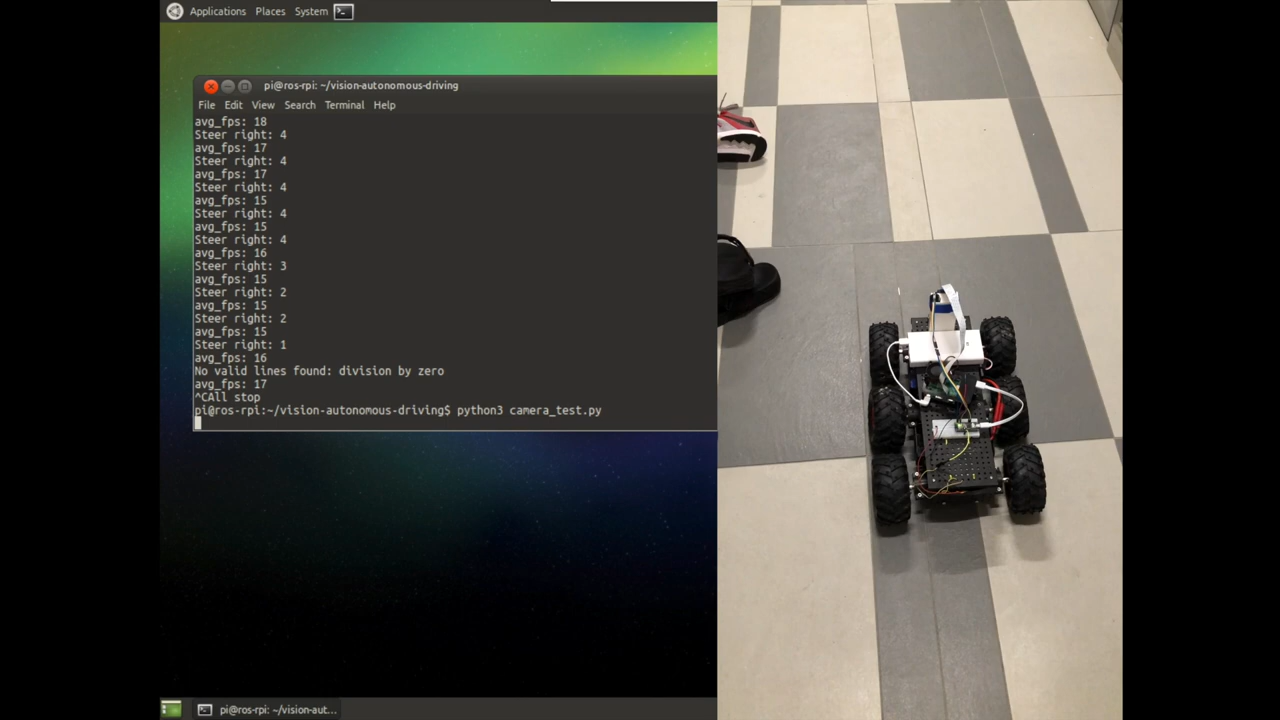 Applications Places System
pi@ros-rpi: ~/vision-autonomous-driving
File Edit View Search Terminal Help
avg_fps: 18
Steer right: 4
avg_fps: 17
Steer right: 4
avg_fps: 17
Steer right: 4
avg_fps: 15
Steer right: 4
avg_fps: 15
Steer right: 4
avg_fps: 16
Steer right: 3
avg_fps: 15
Steer right: 2
avg_fps: 15
Steer right: 2
avg_fps: 15
Steer right: 1
avg_fps: 16
No valid lines found: division by zero
avg_fps: 17
^CAll stop
pi@ros-rpi:~/vision-autonomous-driving$ python3 camera_test.py
pi@ros-rpi: ~/vision-aut...